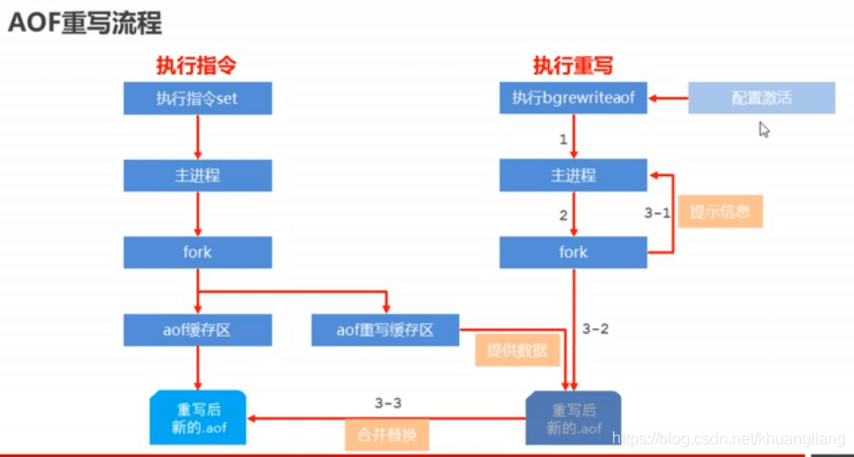 AOF重写流程
执行指令
执行重写
执行指令set
执行bgrewriteaof
配置激活
1
主进程
主进程
2
3-1
提示信息
fork
fork
aof缓存区
aof重写缓存区
3-2
提供数据
重写后
新的.aof
3-3
合并替换
重写后
新的.aof
https://blog.csdn.net/khuangliang